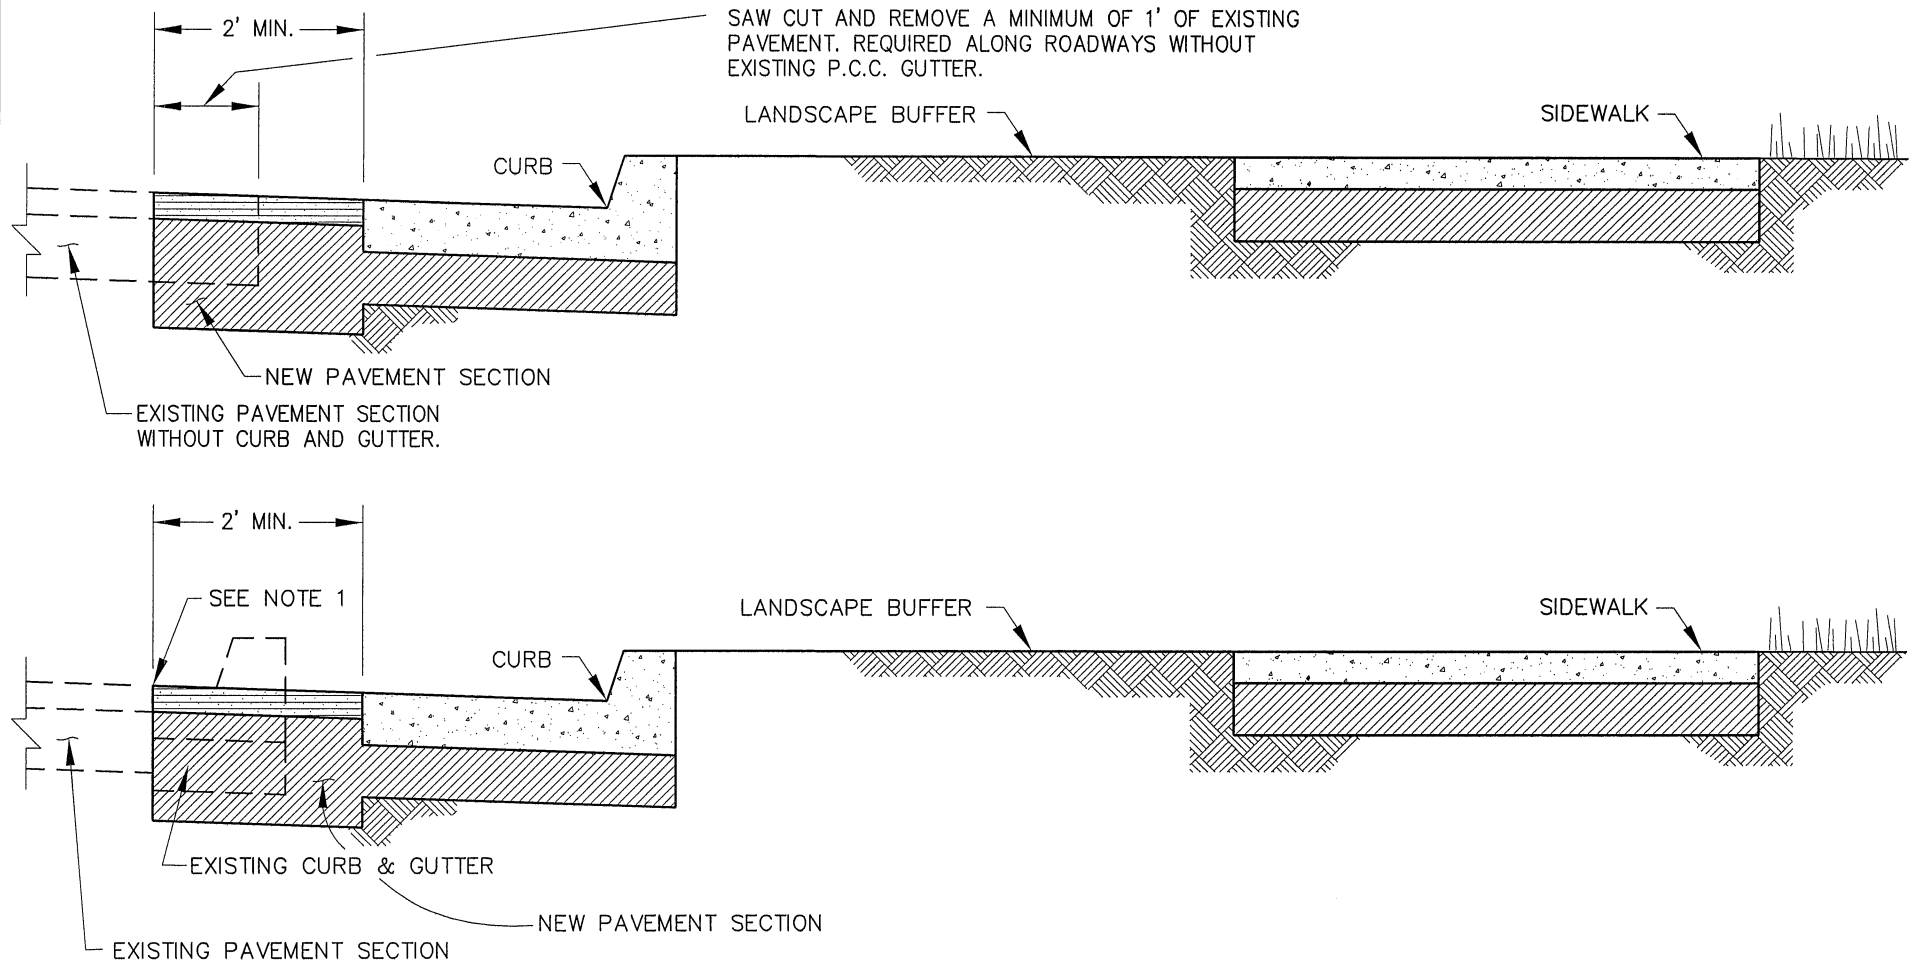 2' MIN.
SAW CUT AND REMOVE A MINIMUM OF 1' OF EXISTING
PAVEMENT. REQUIRED ALONG ROADWAYS WITHOUT
EXISTING P.C.C. GUTTER.
LANDSCAPE BUFFER
SIDEWALK
CURB
NEW PAVEMENT SECTION
EXISTING PAVEMENT SECTION
WITHOUT CURB AND GUTTER.
2' MIN.
SEE NOTE 1
LANDSCAPE BUFFER
SIDEWALK
CURB
EXISTING CURB & GUTTER
NEW PAVEMENT SECTION
EXISTING PAVEMENT SECTION